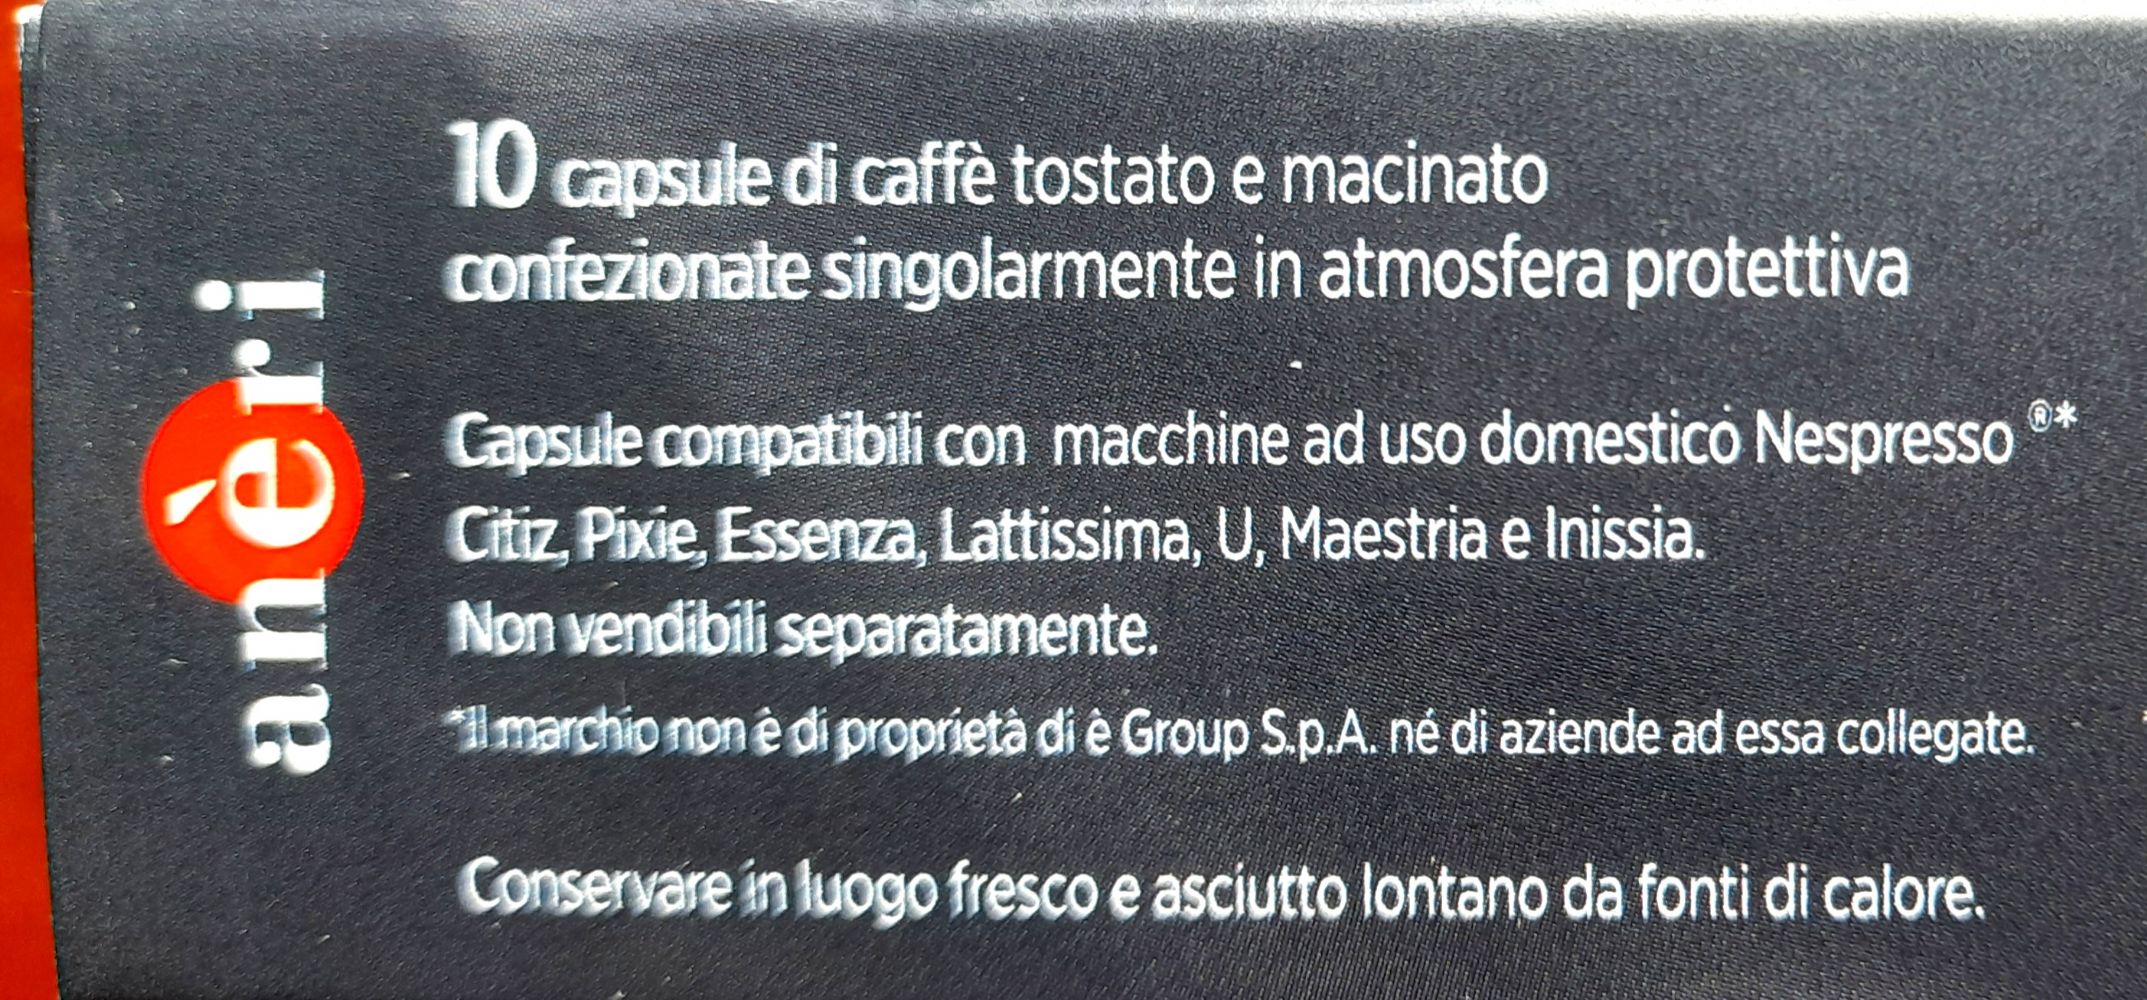 anèri
10 capsule di caffè tostato e macinato
confezionate singolarmente in atmosfera protettiva
Capsule compatibili con macchine ad uso domestico Nespresso ®*
Citiz, Pixie, Essenza, Lattissima, U, Maestria e Inissia.
Non vendibili separatamente.
*Il marchio non è di proprietà di è Group S.p.A. né di aziende ad essa collegate.
Conservare in luogo fresco e asciutto lontano da fonti di calore.